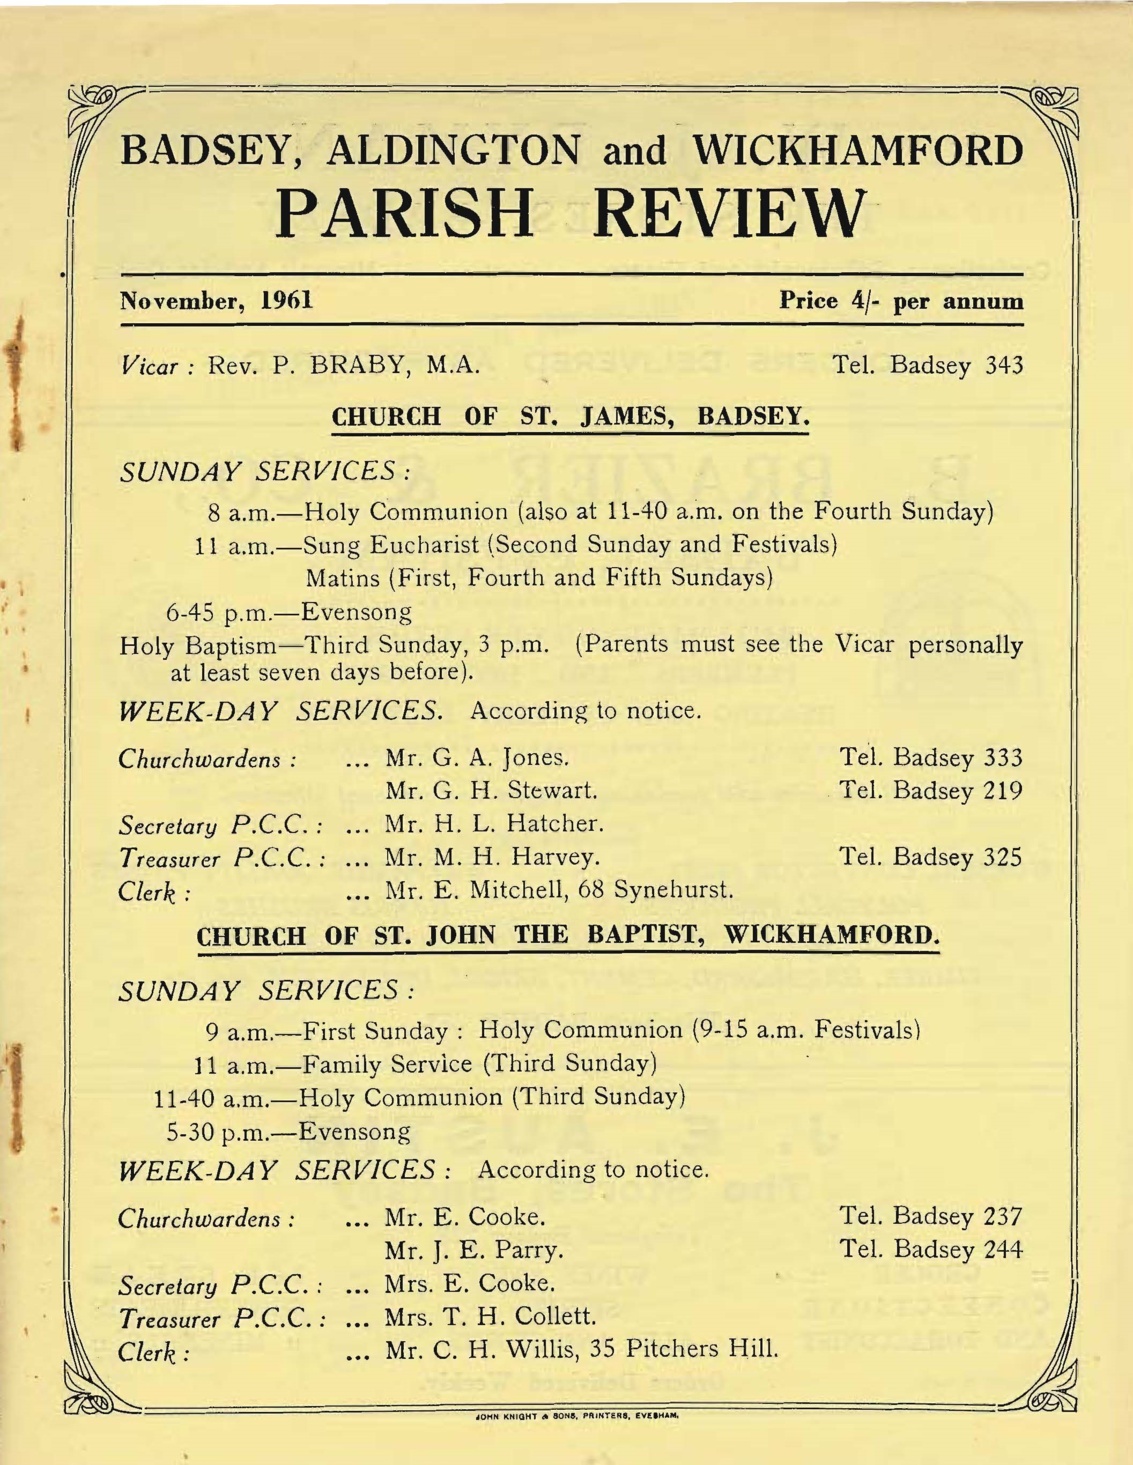 BADSEY, ALDINGTON and WICKHAMFORD
PARISH REVIEW
November, 1961 Price 4/- per annum
Vicar : Rev. P. BRABY, M.A. Tel. Badsey 343
CHURCH OF ST. JAMES, BADSEY.
SUNDAY SERVICES :
8 a.m.—Holy Communion (also at 11-40 a.m. on the Fourth Sunday)
11 a.m.—Sung Eucharist (Second Sunday and Festivals)
Matins (First, Fourth and Fifth Sundays)
6-45 p.m.—Evensong
Holy Baptism—Third Sunday, 3 p.m. (Parents must see the Vicar personally
at least seven days before).
WEEK-DAY SERVICES. According to notice.
Churchwardens : ... Mr. G. A. Jones. Tel. Badsey 333
Mr. G. H. Stewart. Tel. Badsey 219
Secretary P.C.C. : ... Mr. H. L. Hatcher.
Treasurer P.C.C. : ... Mr. M. H. Harvey. Tel. Badsey 325
Clerk : ... Mr. E. Mitchell, 68 Synehurst.
CHURCH OF ST. JOHN THE BAPTIST, WICKHAMFORD.
SUNDAY SERVICES :
9 a.m.—First Sunday : Holy Communion (9-15 a.m. Festivals)
11 a.m.—Family Service (Third Sunday)
11-40 a.m.—Holy Communion (Third Sunday)
5-30 p.m.—Evensong
WEEK-DAY SERVICES : According to notice.
Churchwardens : ... Mr. E. Cooke. Tel. Badsey 237
Mr. J. E. Parry. Tel. Badsey 244
Secretary P.C.C. : ... Mrs. E. Cooke.
Treasurer P.C.C. : ... Mrs. T. H. Collett.
Clerk : ... Mr. C. H. Willis, 35 Pitchers Hill.
JOHN KNIGHT & SONS, PRINTERS, EVESHAM.